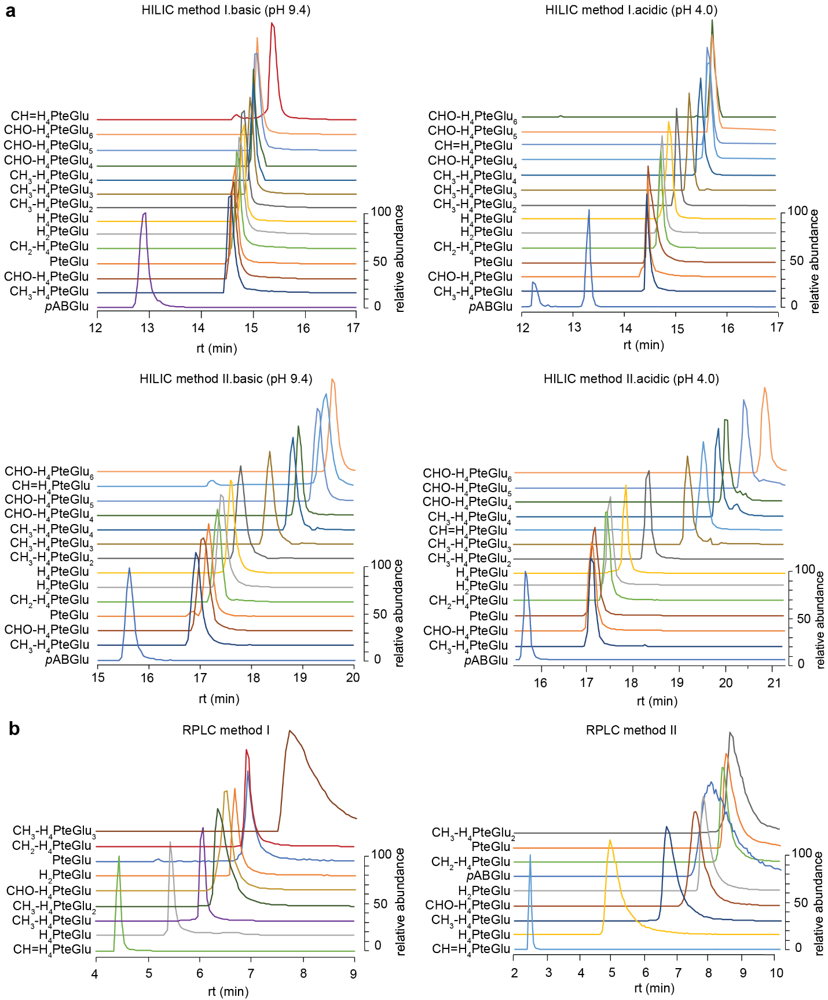 a
HILIC method I.basic (pH 9.4)
CH=H4PteGlu
CHO-H4PteGlu6
CHO-H4PteGlu5
CHO-H4PteGlu4
CH3-H4PteGlu4
CH3-H4PteGlu3
CH3-H4PteGlu2
H4PteGlu
H2PteGlu
CH2-H4PteGlu
PteGlu
CHO-H4PteGlu
CH3-H4PteGlu
pABGlu
100
50
0
relative abundance
12 13 14 15 16 17
rt (min)
HILIC method I.acidic (pH 4.0)
CHO-H4PteGlu6
CHO-H4PteGlu5
CH=H4PteGlu
CHO-H4PteGlu4
CH3-H4PteGlu4
CH3-H4PteGlu3
CH3-H4PteGlu2
H4PteGlu
H2PteGlu
CH2-H4PteGlu
PteGlu
CHO-H4PteGlu
CH3-H4PteGlu
pABGlu
100
50
0
relative abundance
12 13 14 15 16 17
rt (min)
HILIC method II.basic (pH 9.4)
CHO-H4PteGlu6
CH=H4PteGlu
CHO-H4PteGlu5
CHO-H4PteGlu4
CH3-H4PteGlu4
CH3-H4PteGlu3
CH3-H4PteGlu2
H4PteGlu
H2PteGlu
CH2-H4PteGlu
PteGlu
CHO-H4PteGlu
CH3-H4PteGlu
pABGlu
100
50
0
relative abundance
15 16 17 18 19 20
rt (min)
HILIC method II.acidic (pH 4.0)
CHO-H4PteGlu6
CHO-H4PteGlu5
CHO-H4PteGlu4
CH3-H4PteGlu4
CH=H4PteGlu
CH3-H4PteGlu3
CH3-H4PteGlu2
H4PteGlu
H2PteGlu
CH2-H4PteGlu
PteGlu
CHO-H4PteGlu
CH3-H4PteGlu
pABGlu
100
50
0
relative abundance
16 17 18 19 20 21
rt (min)
b
RPLC method I
CH3-H4PteGlu3
CH2-H4PteGlu
PteGlu
H2PteGlu
CHO-H4PteGlu
CH3-H4PteGlu2
CH3-H4PteGlu
H4PteGlu
CH=H4PteGlu
100
50
0
relative abundance
4 5 6 7 8 9
rt (min)
RPLC method II
CH3-H4PteGlu2
PteGlu
CH2-H4PteGlu
pABGlu
H2PteGlu
CHO-H4PteGlu
CH3-H4PteGlu
H4PteGlu
CH=H4PteGlu
100
50
0
relative abundance
2 3 4 5 6 7 8 9 10
rt (min)